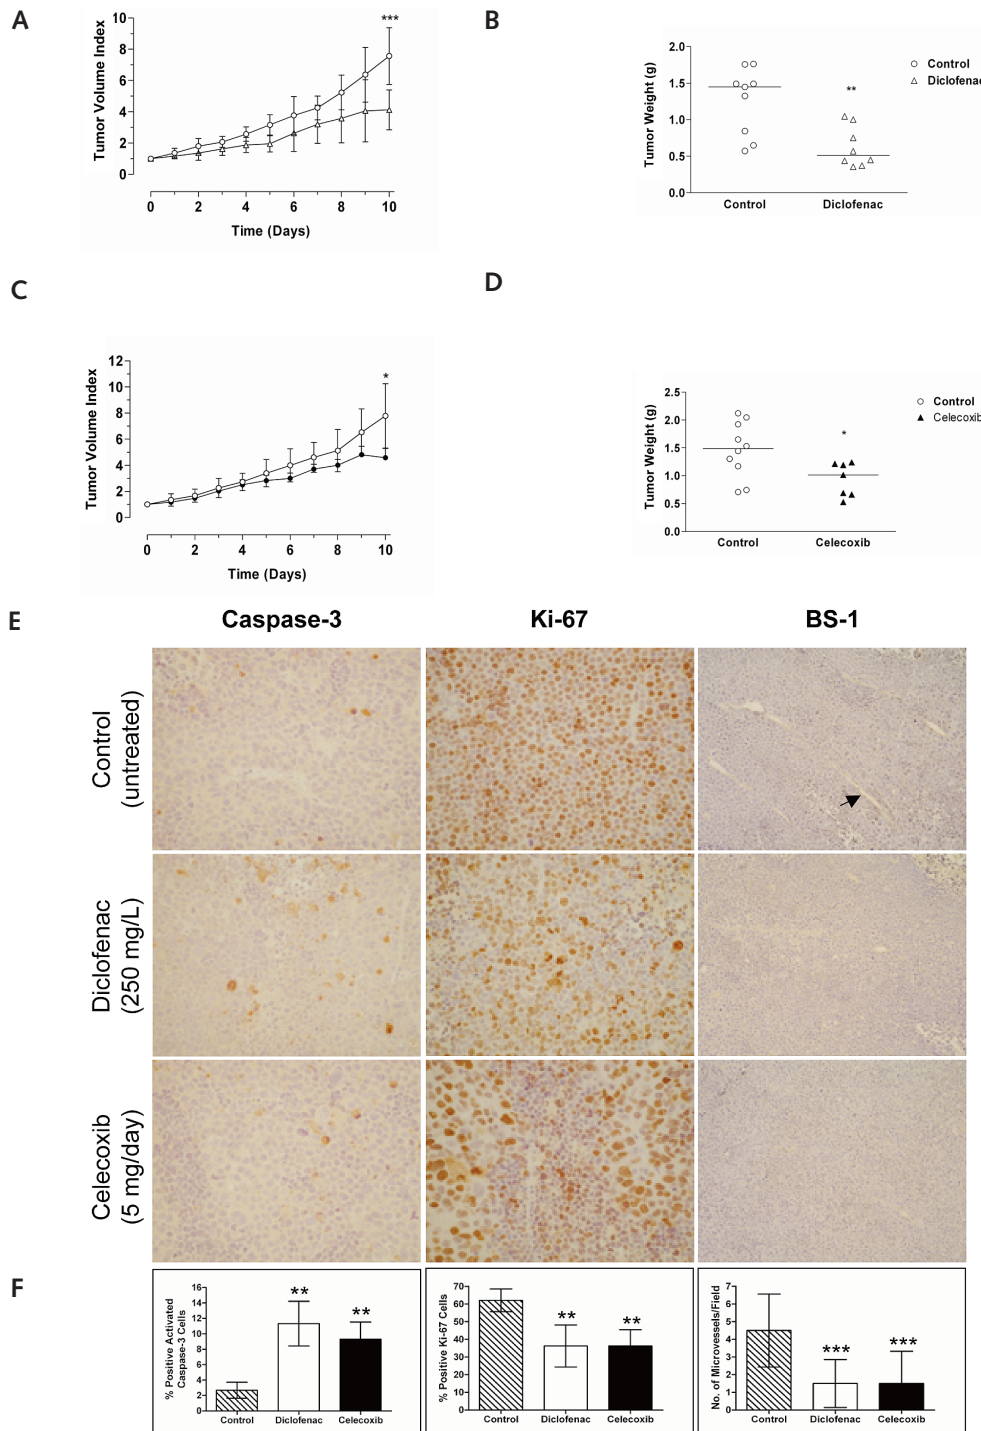 A
Tumor Volume Index
10
8
6
4
2
0
***
0 2 4 6 8 10
Time (Days)
B
Tumor Weight (g)
2.0
1.5
1.0
0.5
0.0
**
Control
Diclofenac
Control Diclofenac
C
Tumor Volume Index
12
10
8
6
4
2
0
*
0 2 4 6 8 10
Time (Days)
D
Tumor Weight (g)
2.5
2.0
1.5
1.0
0.5
0.0
*
Control
Celecoxib
Control Celecoxib
E
Caspase-3 Ki-67 BS-1
Control
(untreated)
Diclofenac
(250 mg/L)
Celecoxib
(5 mg/day)
F
% Positive Activated
Caspase-3 Cells
16
14
12
10
8
6
4
2
0
** **
Control Diclofenac Celecoxib
% Positive Ki-67 Cells
70
60
50
40
30
20
10
0
** **
Control Diclofenac Celecoxib
No. of Microvessels/Field
7
6
5
4
3
2
1
0
*** ***
Control Diclofenac Celecoxib